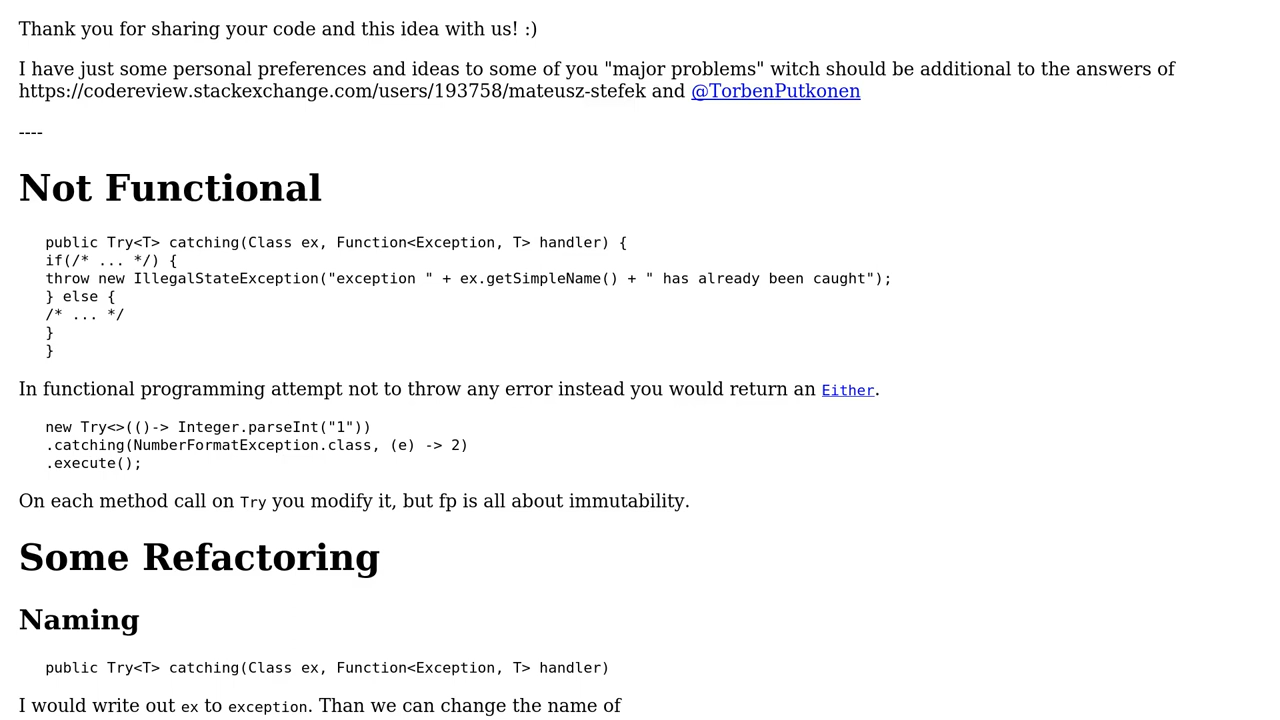 Thank you for sharing your code and this idea with us! :)
I have just some personal preferences and ideas to some of you "major problems" witch should be additional to the answers of
https://codereview.stackexchange.com/users/193758/mateusz-stefek and @TorbenPutkonen
----
Not Functional
public Try<T> catching(Class ex, Function<Exception, T> handler) {
if(/* ... */) {
throw new IllegalStateException("exception " + ex.getSimpleName() + " has already been caught");
} else {
/* ... */
}
}
In functional programming attempt not to throw any error instead you would return an Either.
new Try<>(()-> Integer.parseInt("1"))
.catching(NumberFormatException.class, (e) -> 2)
.execute();
On each method call on Try you modify it, but fp is all about immutability.
Some Refactoring
Naming
public Try<T> catching(Class ex, Function<Exception, T> handler)
I would write out ex to exception. Than we can change the name of